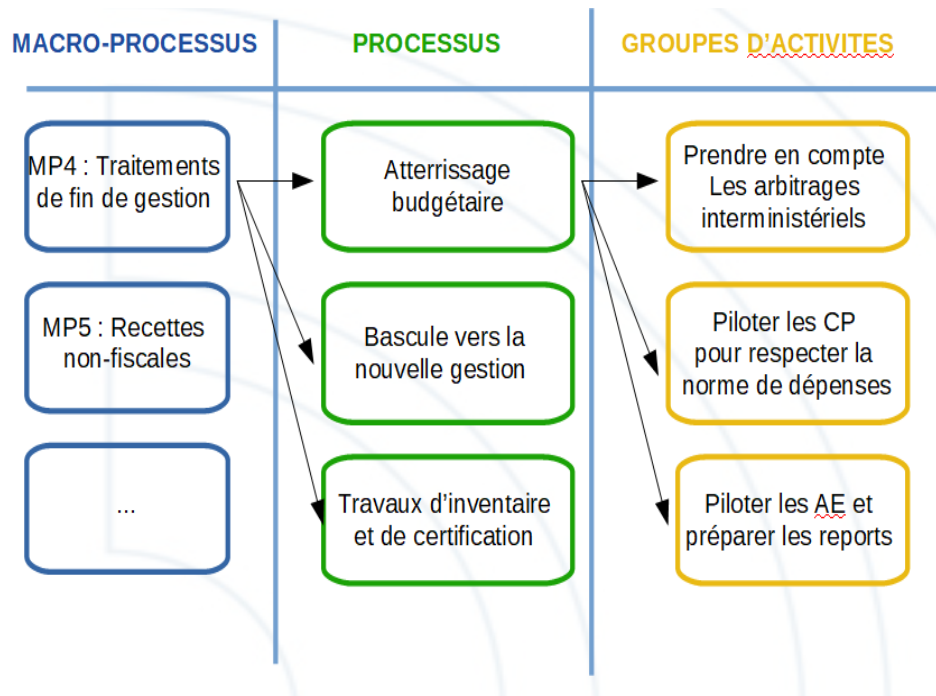 MACRO-PROCESSUS
PROCESSUS
GROUPES D’ACTIVITES
MP4 : Traitements
de fin de gestion
Atterrissage
budgétaire
Prendre en compte
Les arbitrages
interministériels
MP5 : Recettes
non-fiscales
Bascule vers la
nouvelle gestion
Piloter les CP
pour respecter la
norme de dépenses
...
Travaux d’inventaire
et de certification
Piloter les AE et
préparer les reports